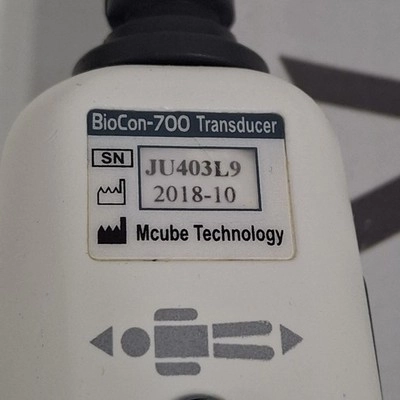 BioCon-700 Transducer
SN JU403L9
2018-10
Mcube Technology